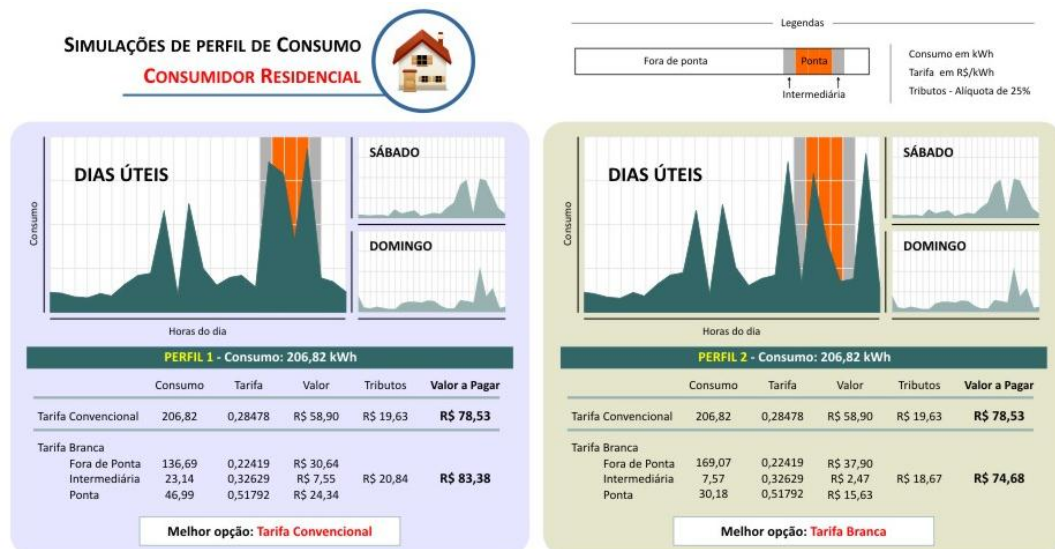 SIMULAÇÕES DE PERFIL DE CONSUMO
CONSUMIDOR RESIDENCIAL
Legendas
Fora de ponta
Ponta
Intermediária
Consumo em kWh
Tarifa em R$/kWh
Tributos - Alíquota de 25%
DIAS ÚTEIS
SÁBADO
DOMINGO
Consumo
Horas do dia
PERFIL 1 - Consumo: 206,82 kWh
Consumo Tarifa Valor Tributos Valor a Pagar
Tarifa Convencional 206,82 0,28478 R$ 58,90 R$ 19,63 R$ 78,53
Tarifa Branca
Fora de Ponta 136,69 0,22419 R$ 30,64
Intermediária 23,14 0,32629 R$ 7,55 R$ 20,84 R$ 83,38
Ponta 46,99 0,51792 R$ 24,34
Melhor opção: Tarifa Convencional
DIAS ÚTEIS
SÁBADO
DOMINGO
Consumo
Horas do dia
PERFIL 2 - Consumo: 206,82 kWh
Consumo Tarifa Valor Tributos Valor a Pagar
Tarifa Convencional 206,82 0,28478 R$ 58,90 R$ 19,63 R$ 78,53
Tarifa Branca
Fora de Ponta 169,07 0,22419 R$ 37,90
Intermediária 7,57 0,32629 R$ 2,47 R$ 18,67 R$ 74,68
Ponta 30,18 0,51792 R$ 15,63
Melhor opção: Tarifa Branca